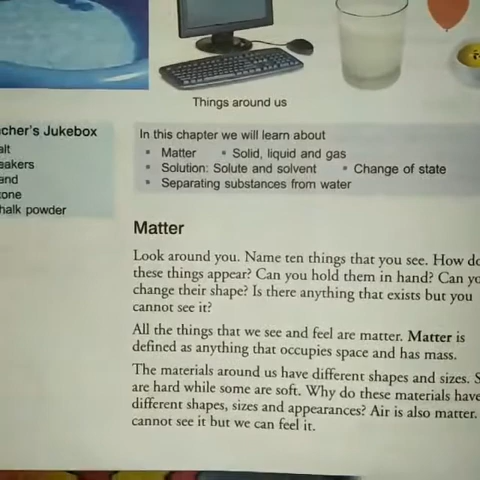 Things around us
cher's Jukebox
alt
eakers
and
tone
halk powder
In this chapter we will learn about
▪ Matter ▪ Solid, liquid and gas
▪ Solution: Solute and solvent ▪ Change of state
▪ Separating substances from water
Matter
Look around you. Name ten things that you see. How do
these things appear? Can you hold them in hand? Can yo
change their shape? Is there anything that exists but you
cannot see it?
All the things that we see and feel are matter. Matter is
defined as anything that occupies space and has mass.
The materials around us have different shapes and sizes. S
are hard while some are soft. Why do these materials have
different shapes, sizes and appearances? Air is also matter.
cannot see it but we can feel it.